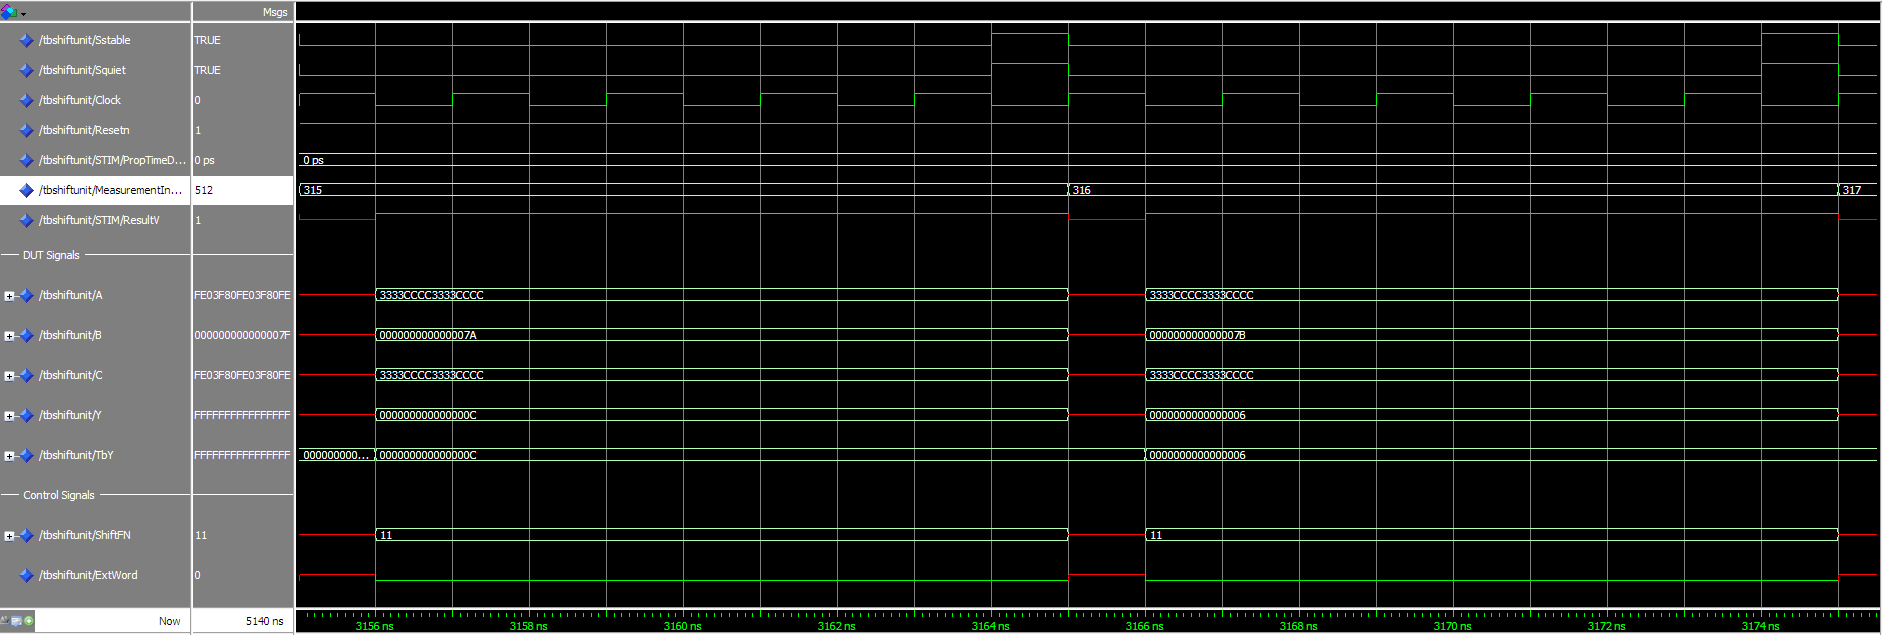 Msgs
/tbshiftunit/Sstable TRUE
/tbshiftunit/Squiet TRUE
/tbshiftunit/Clock 0
/tbshiftunit/Resetn 1
/tbshiftunit/STIM/PropTimeD... 0 ps 0 ps
/tbshiftunit/MeasurementIn... 512 315 316 317
/tbshiftunit/STIM/ResultV 1
DUT Signals
/tbshiftunit/A FE03F80FE03F80FE 3333CCCC3333CCCC 3333CCCC3333CCCC
/tbshiftunit/B 000000000000007F 000000000000007A 000000000000007B
/tbshiftunit/C FE03F80FE03F80FE 3333CCCC3333CCCC 3333CCCC3333CCCC
/tbshiftunit/Y FFFFFFFFFFFFFFFF 000000000000000C 0000000000000006
/tbshiftunit/TbY FFFFFFFFFFFFFFFF 000000000... 000000000000000C 0000000000000006
Control Signals
/tbshiftunit/ShiftFN 11 11 11
/tbshiftunit/ExtWord 0
Now 5140 ns 3156 ns 3158 ns 3160 ns 3162 ns 3164 ns 3166 ns 3168 ns 3170 ns 3172 ns 3174 ns